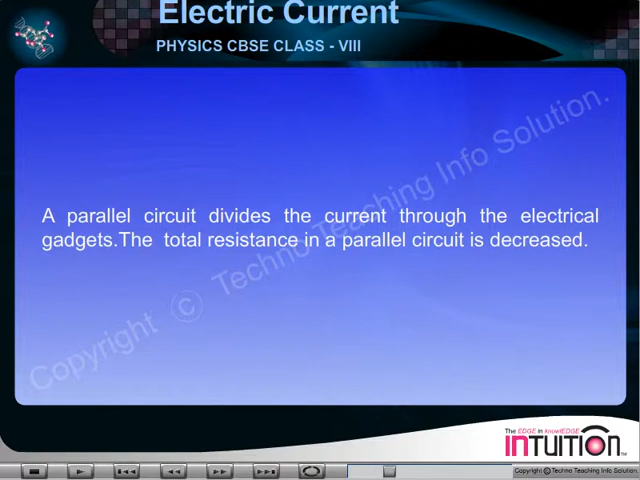 Electric Current
PHYSICS CBSE CLASS - VIII
A parallel circuit divides the current through the electrical
gadgets.The total resistance in a parallel circuit is decreased.
Copyright © Techno Teaching Info Solution.
The EDGE in knowlEDGE
INTUITION™
Copyright © Techno Teaching Info Solution.